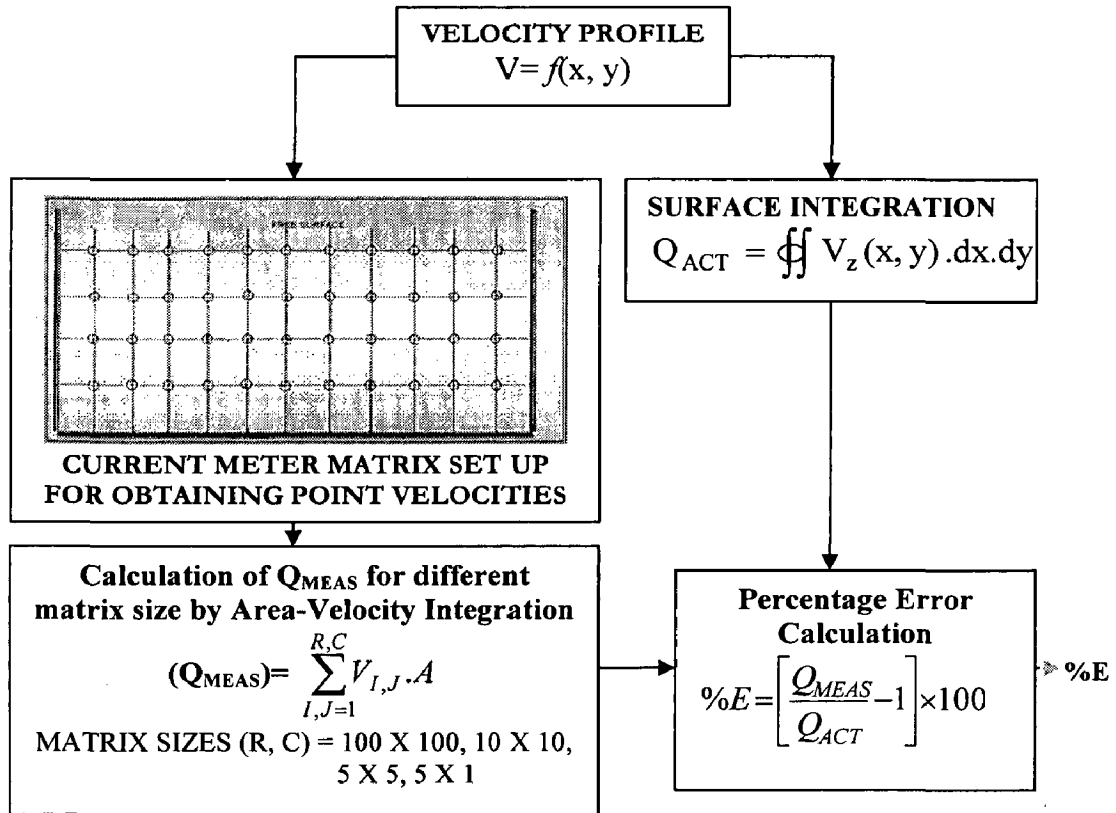 VELOCITY PROFILE
V= f(x, y)
FREE SURFACE
CURRENT METER MATRIX SET UP
FOR OBTAINING POINT VELOCITIES
SURFACE INTEGRATION
Q_ACT = ∯ V_z(x, y) .dx.dy
Calculation of Q_MEAS for different
matrix size by Area-Velocity Integration
(Q_MEAS)= \sum_{I,J=1}^{R,C} V_{I,J}.A
MATRIX SIZES (R, C) = 100 X 100, 10 X 10,
5 X 5, 5 X 1
Percentage Error
Calculation
%E = [Q_MEAS/Q_ACT − 1] × 100
%E